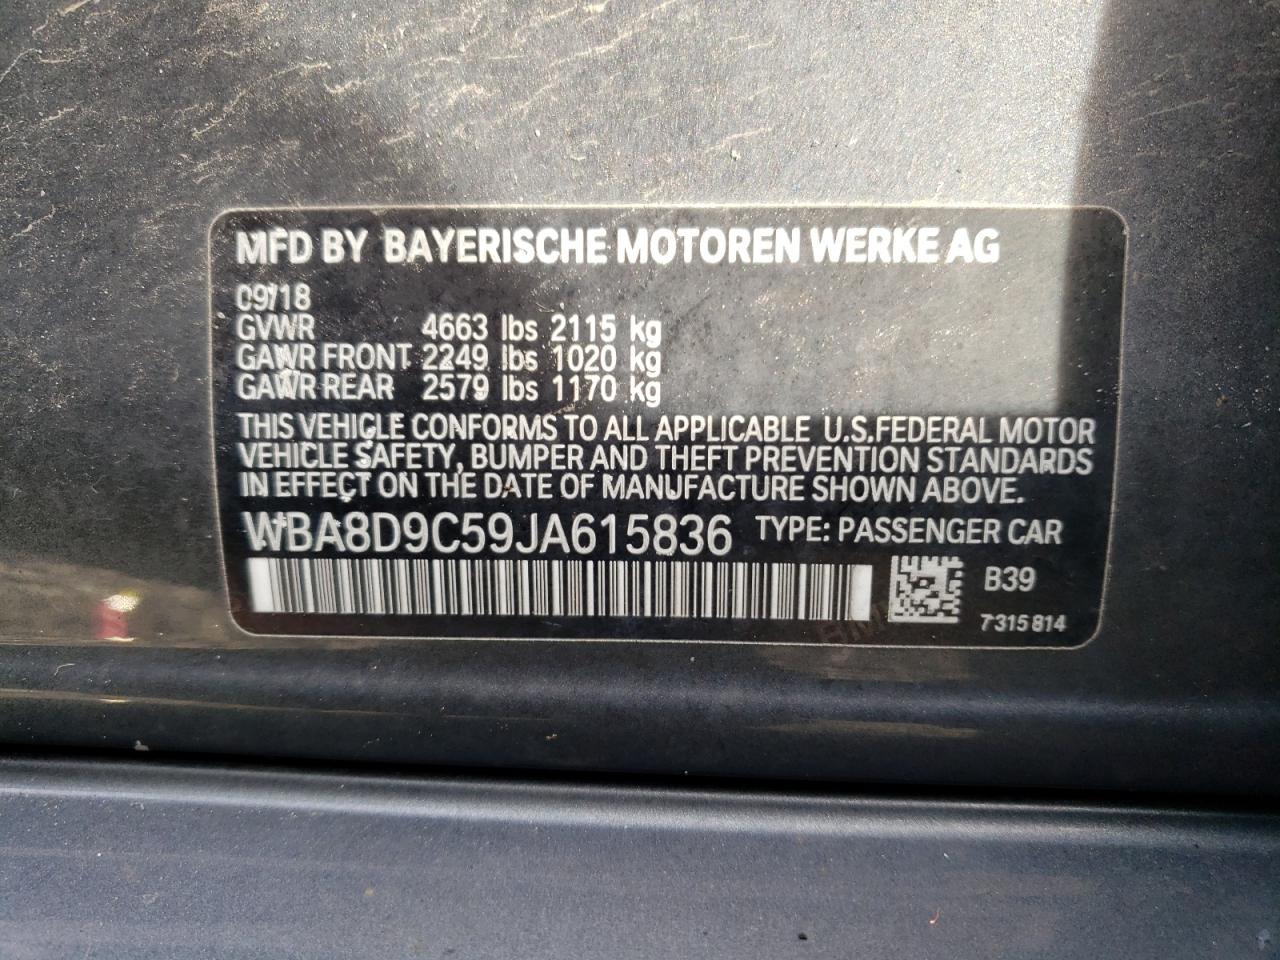 MFD BY BAYERISCHE MOTOREN WERKE AG
09/18
GVWR 4663 lbs 2115 kg
GAWR FRONT 2249 lbs 1020 kg
GAWR REAR 2579 lbs 1170 kg
THIS VEHICLE CONFORMS TO ALL APPLICABLE U.S.FEDERAL MOTOR
VEHICLE SAFETY, BUMPER AND THEFT PREVENTION STANDARDS
IN EFFECT ON THE DATE OF MANUFACTURE SHOWN ABOVE.
WBA8D9C59JA615836 TYPE: PASSENGER CAR
B39
7315814